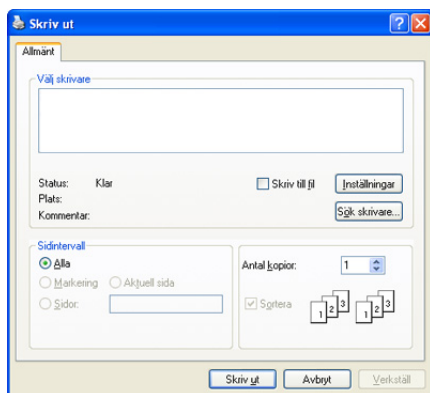 Skriv ut
Allmänt
Välj skrivare
Status: Klar
Skriv till fil
Inställningar
Plats:
Kommentar:
Sök skrivare...
Sidintervall
Alla
Markering
Aktuell sida
Sidor:
Antal kopior: 1
Sortera
1 2 3 1 2 3
Skriv ut
Avbryt
Verkställ